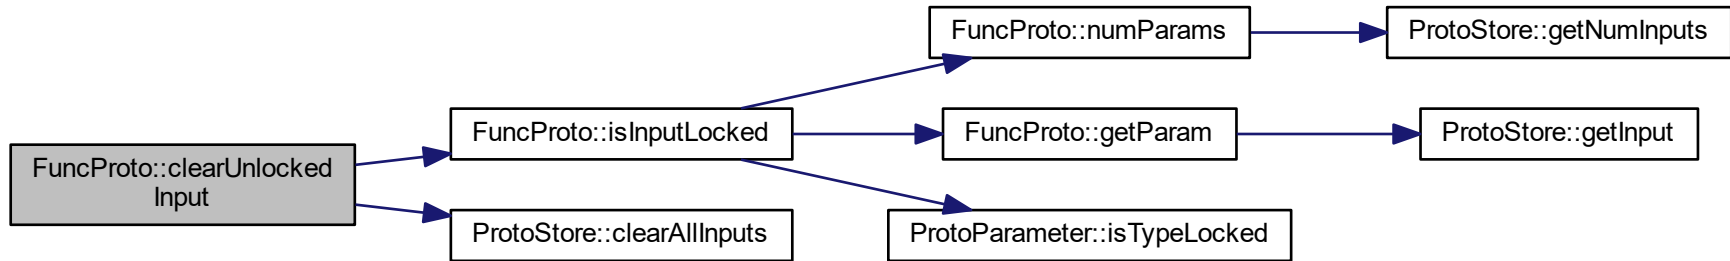 FuncProto::clearUnlocked
Input
FuncProto::isInputLocked
ProtoStore::clearAllInputs
FuncProto::numParams
FuncProto::getParam
ProtoParameter::isTypeLocked
ProtoStore::getNumInputs
ProtoStore::getInput